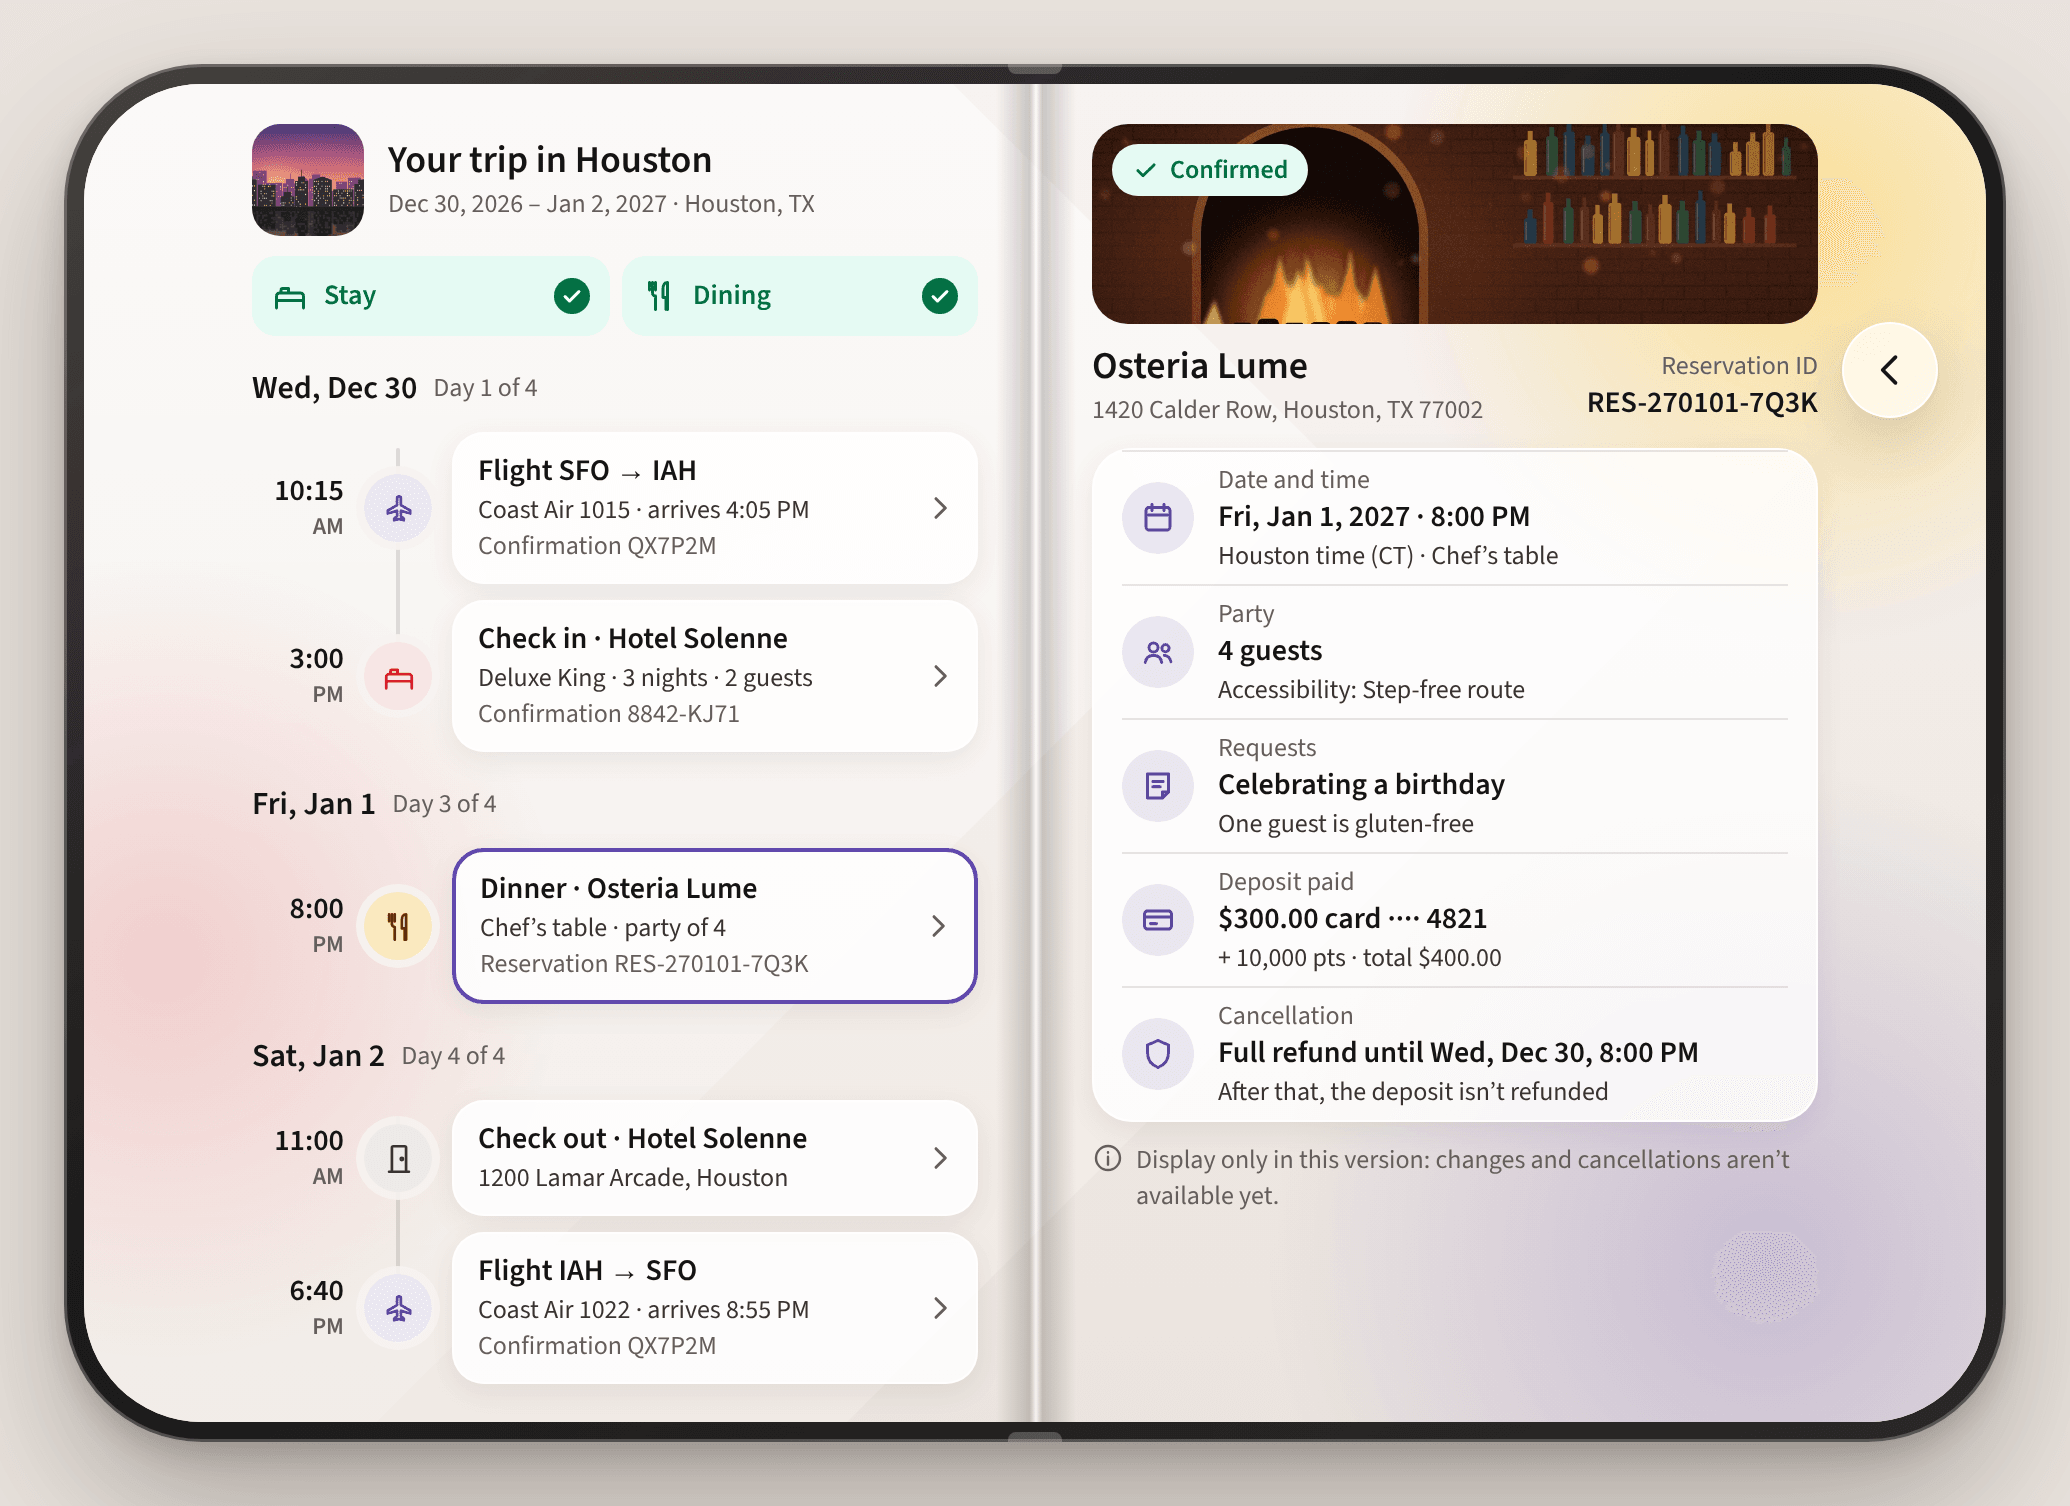 Your trip in Houston
Dec 30, 2026 – Jan 2, 2027 · Houston, TX
Stay
Dining
Wed, Dec 30 Day 1 of 4
10:15 AM
Flight SFO → IAH
Coast Air 1015 · arrives 4:05 PM
Confirmation QX7P2M
3:00 PM
Check in · Hotel Solenne
Deluxe King · 3 nights · 2 guests
Confirmation 8842-KJ71
Fri, Jan 1 Day 3 of 4
8:00 PM
Dinner · Osteria Lume
Chef’s table · party of 4
Reservation RES-270101-7Q3K
Sat, Jan 2 Day 4 of 4
11:00 AM
Check out · Hotel Solenne
1200 Lamar Arcade, Houston
6:40 PM
Flight IAH → SFO
Coast Air 1022 · arrives 8:55 PM
Confirmation QX7P2M
Confirmed
Osteria Lume
1420 Calder Row, Houston, TX 77002
Reservation ID
RES-270101-7Q3K
Date and time
Fri, Jan 1, 2027 · 8:00 PM
Houston time (CT) · Chef’s table
Party
4 guests
Accessibility: Step-free route
Requests
Celebrating a birthday
One guest is gluten-free
Deposit paid
$300.00 card ···· 4821
+ 10,000 pts · total $400.00
Cancellation
Full refund until Wed, Dec 30, 8:00 PM
After that, the deposit isn’t refunded
Display only in this version: changes and cancellations aren’t
available yet.